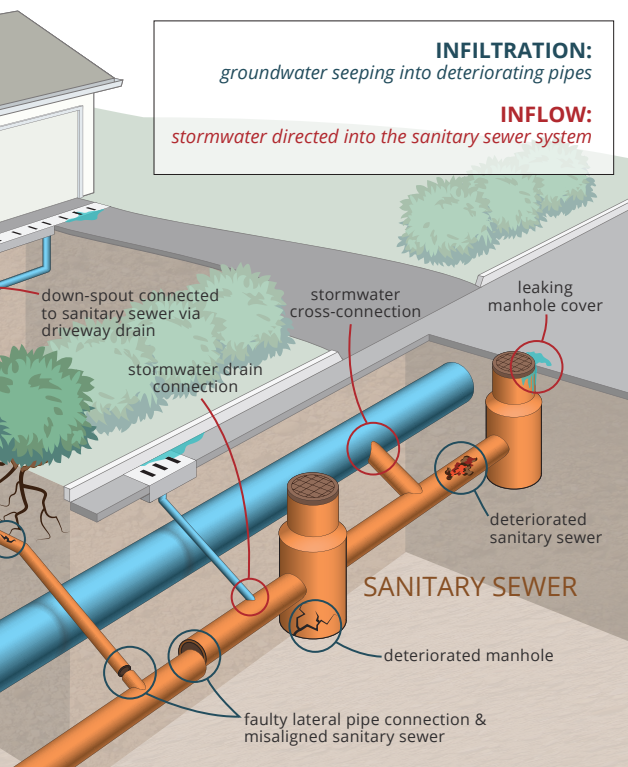 INFILTRATION:
groundwater seeping into deteriorating pipes
INFLOW:
stormwater directed into the sanitary sewer system
down-spout connected
to sanitary sewer via
driveway drain
stormwater
cross-connection
leaking
manhole cover
stormwater drain
connection
deteriorated
sanitary sewer
SANITARY SEWER
deteriorated manhole
faulty lateral pipe connection &
misaligned sanitary sewer